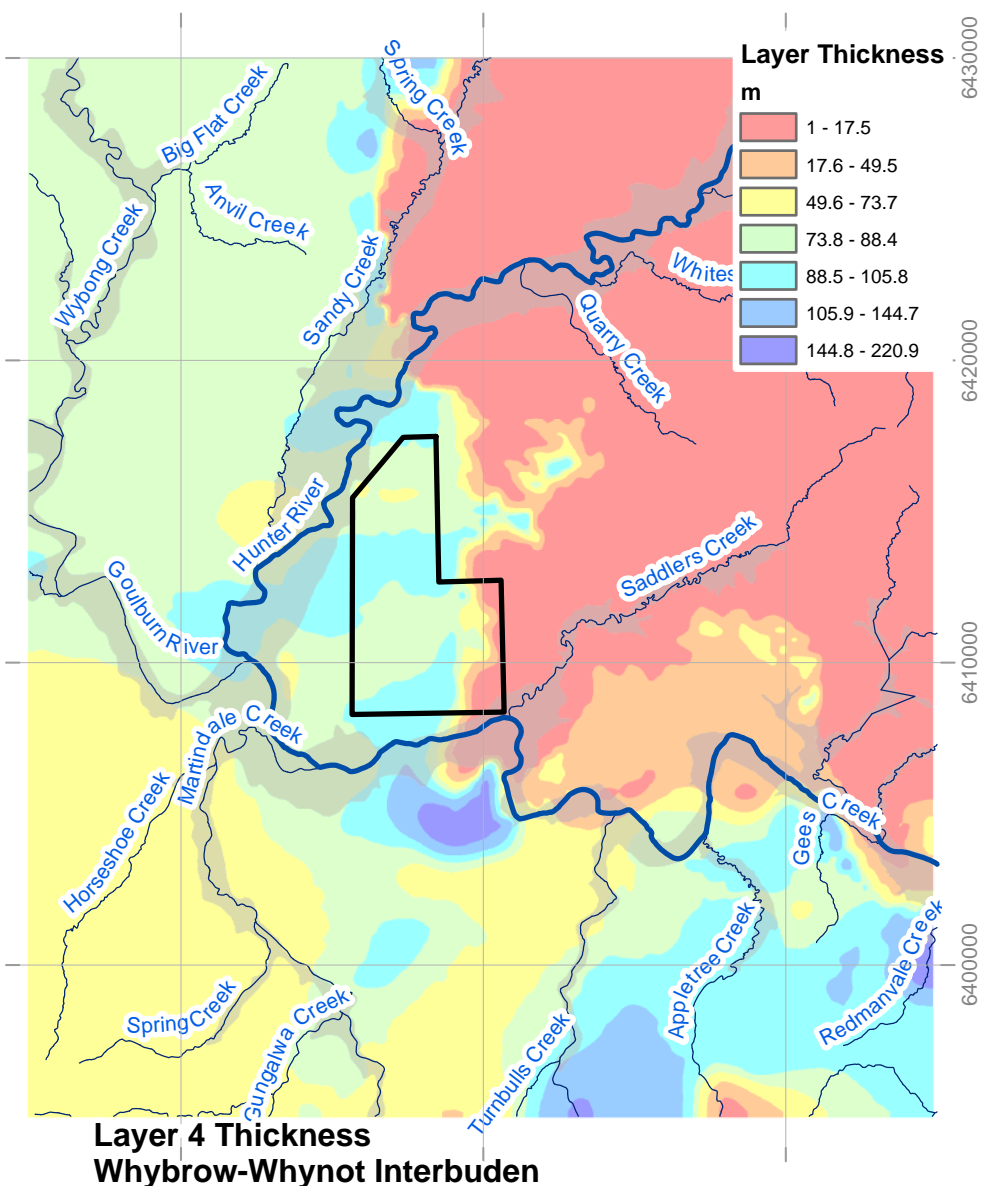 Layer Thickness
m
1 - 17.5
17.6 - 49.5
49.6 - 73.7
73.8 - 88.4
88.5 - 105.8
105.9 - 144.7
144.8 - 220.9
6430000
6420000
6410000
6400000
Spring Creek
Big Flat Creek
Anvil Creek
Wybong Creek
Sandy Creek
Whites
Quarry Creek
Hunter River
Saddlers Creek
Goulburn River
Martindale Creek
Horseshoe Creek
Gees Creek
Appletree Creek
Redmanvale Creek
Spring Creek
Gungalwa Creek
Turnbulls Creek
Layer 4 Thickness
Whybrow-Whynot Interbuden